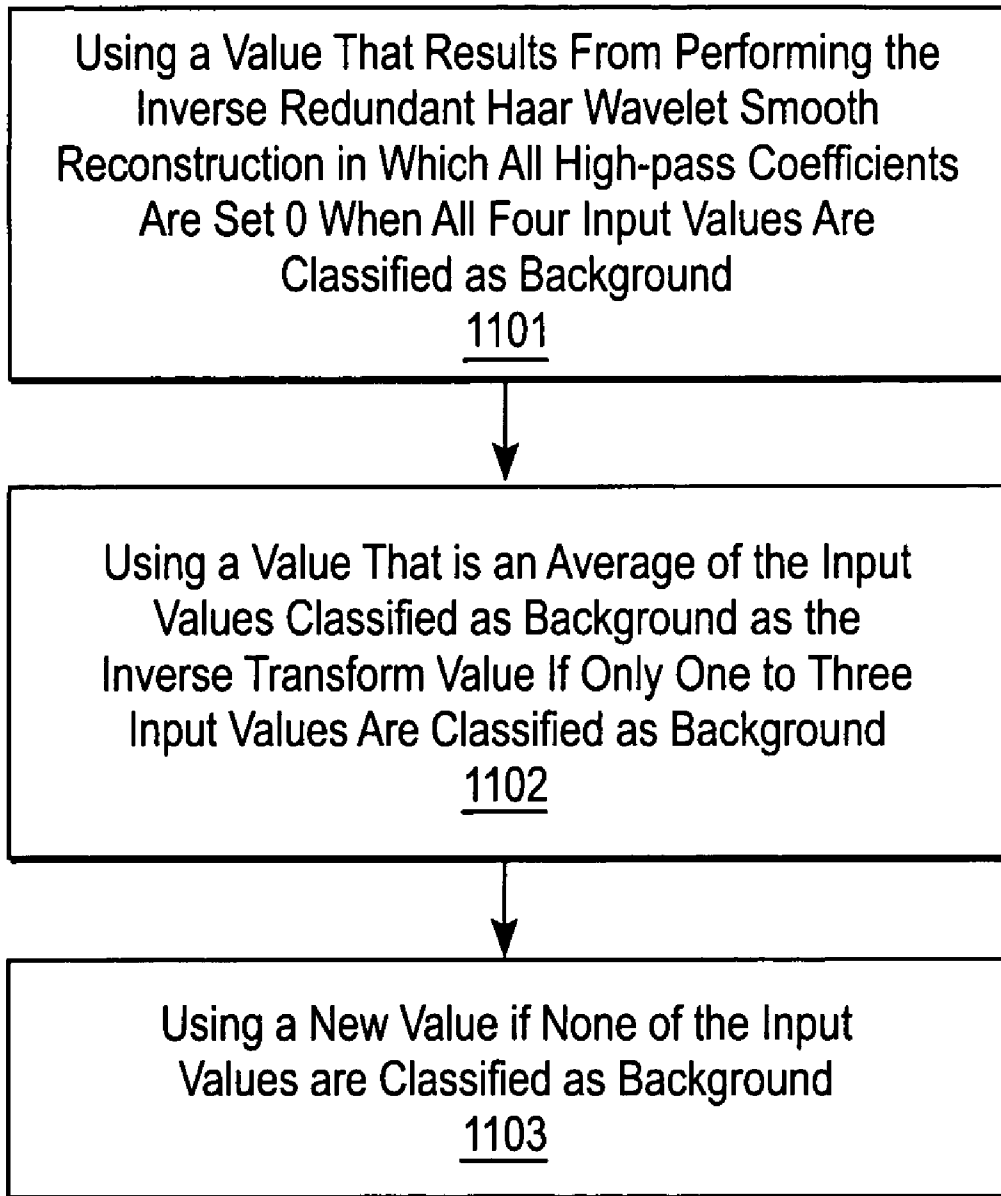 Using a Value That Results From Performing the
Inverse Redundant Haar Wavelet Smooth
Reconstruction in Which All High-pass Coefficients
Are Set 0 When All Four Input Values Are
Classified as Background
1101
Using a Value That is an Average of the Input
Values Classified as Background as the
Inverse Transform Value If Only One to Three
Input Values Are Classified as Background
1102
Using a New Value if None of the Input
Values are Classified as Background
1103